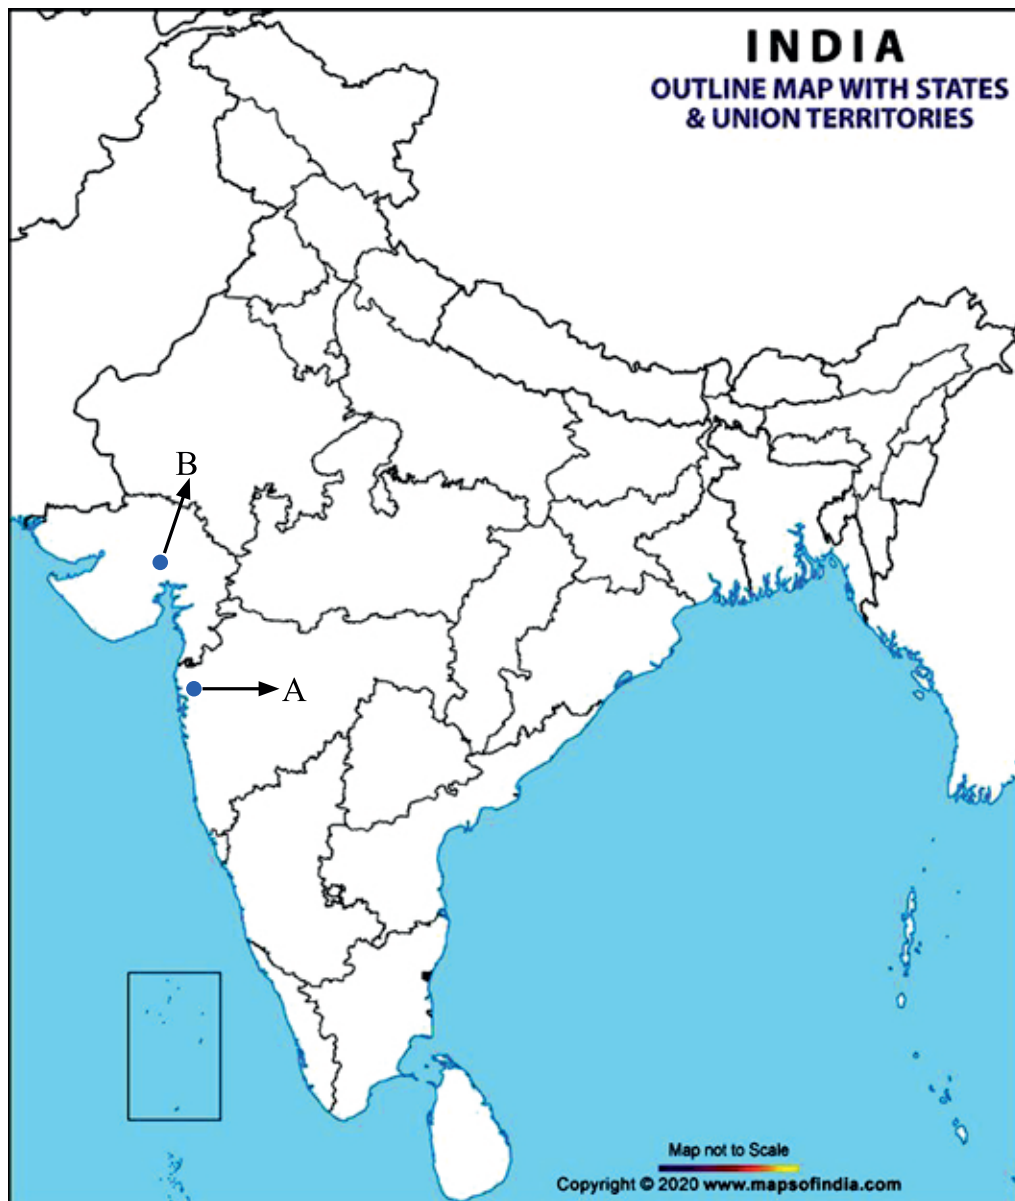 INDIA
OUTLINE MAP WITH STATES
& UNION TERRITORIES
B
A
Map not to Scale
Copyright © 2020 www.mapsofindia.com